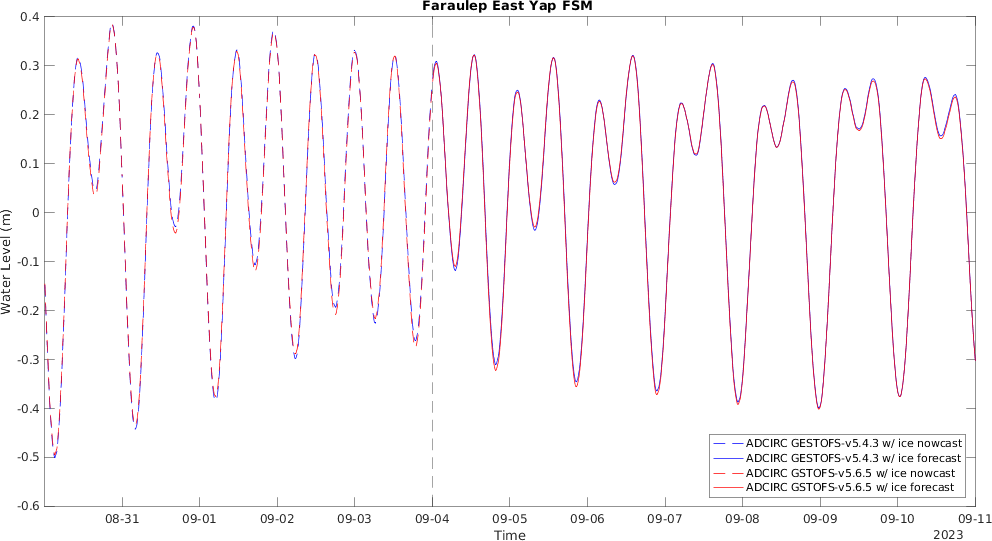 Faraulep East Yap FSM
0.4
0.3
0.2
0.1
0
-0.1
-0.2
-0.3
-0.4
-0.5
-0.6
Water Level (m)
08-31 09-01 09-02 09-03 09-04 09-05 09-06 09-07 09-08 09-09 09-10 09-11
Time
2023
ADCIRC GESTOFS-v5.4.3 w/ ice nowcast
ADCIRC GESTOFS-v5.4.3 w/ ice forecast
ADCIRC GSTOFS-v5.6.5 w/ ice nowcast
ADCIRC GSTOFS-v5.6.5 w/ ice forecast